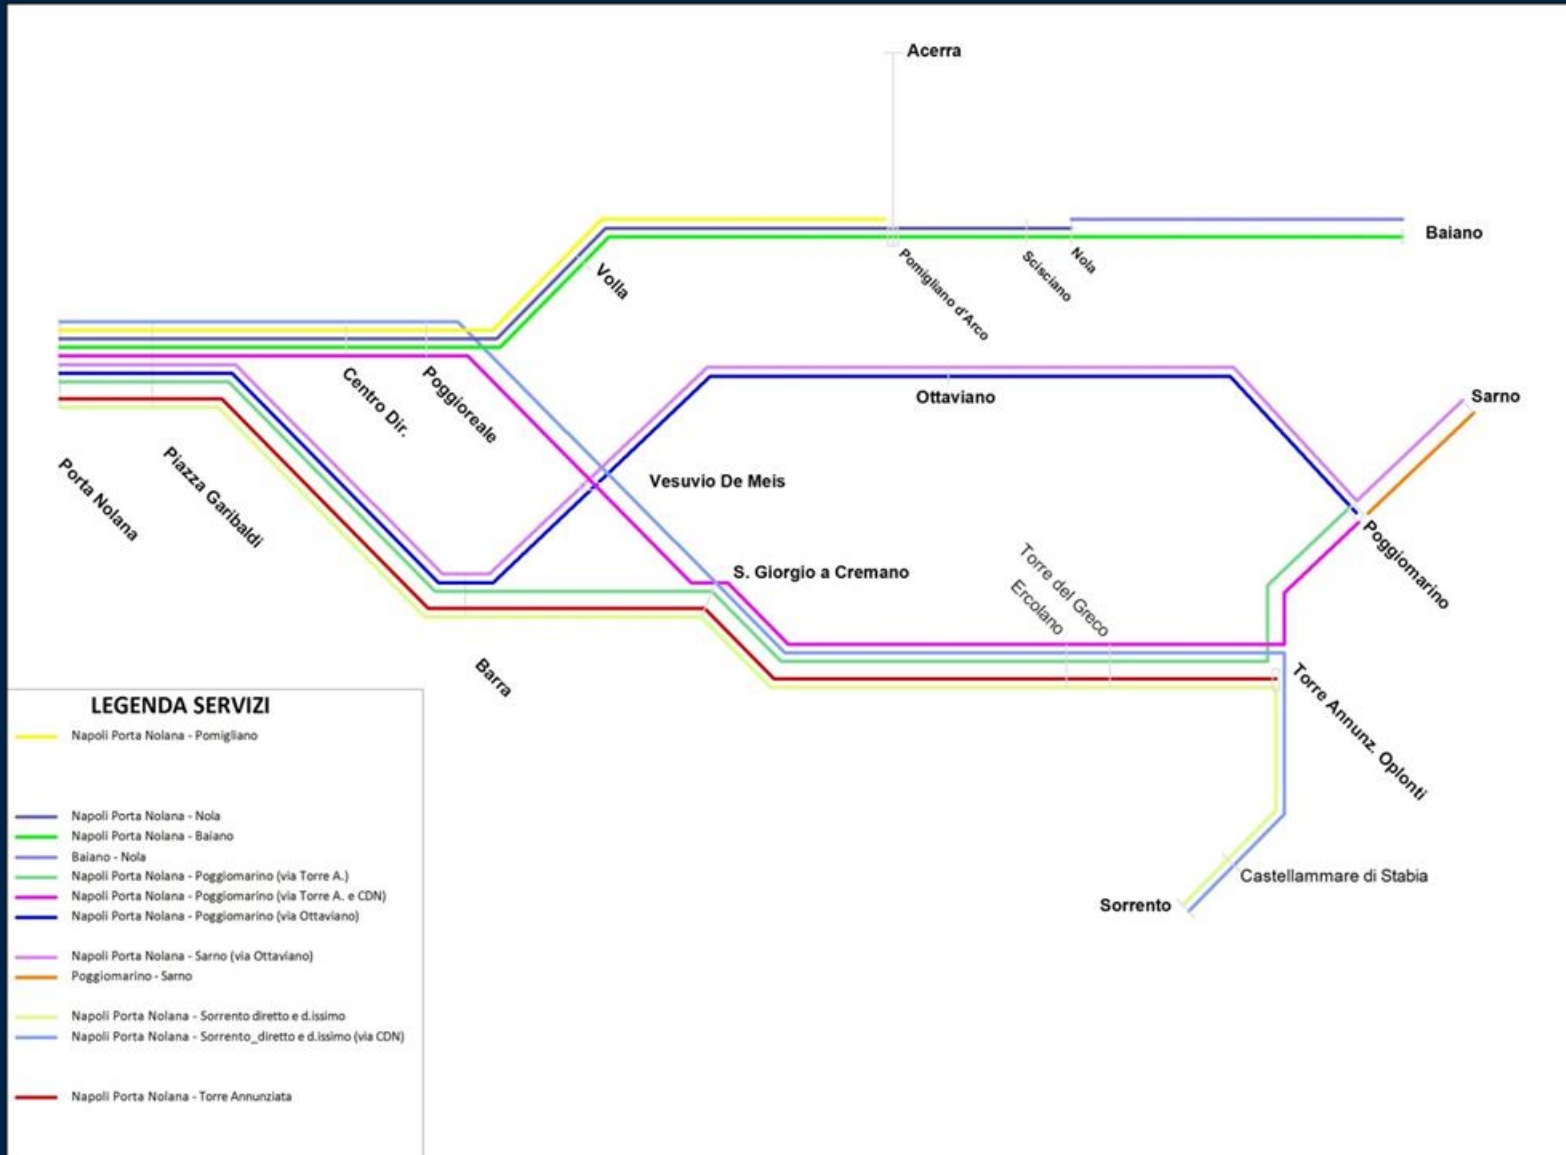 Acerra
Baiano
Pomigliano d'Arco
Scisciano
Nola
Volla
Centro Dir.
Poggioreale
Ottaviano
Sarno
Porta Nolana
Piazza Garibaldi
Vesuvio De Meis
Poggiomarino
S. Giorgio a Cremano
Torre del Greco
Ercolano
Barra
Torre Annunz. Oplonti
Castellammare di Stabia
Sorrento
LEGENDA SERVIZI
Napoli Porta Nolana - Pomigliano
Napoli Porta Nolana - Nola
Napoli Porta Nolana - Baiano
Baiano - Nola
Napoli Porta Nolana - Poggiomarino (via Torre A.)
Napoli Porta Nolana - Poggiomarino (via Torre A. e CDN)
Napoli Porta Nolana - Poggiomarino (via Ottaviano)
Napoli Porta Nolana - Sarno (via Ottaviano)
Poggiomarino - Sarno
Napoli Porta Nolana - Sorrento diretto e d.issimo
Napoli Porta Nolana - Sorrento_diretto e d.issimo (via CDN)
Napoli Porta Nolana - Torre Annunziata